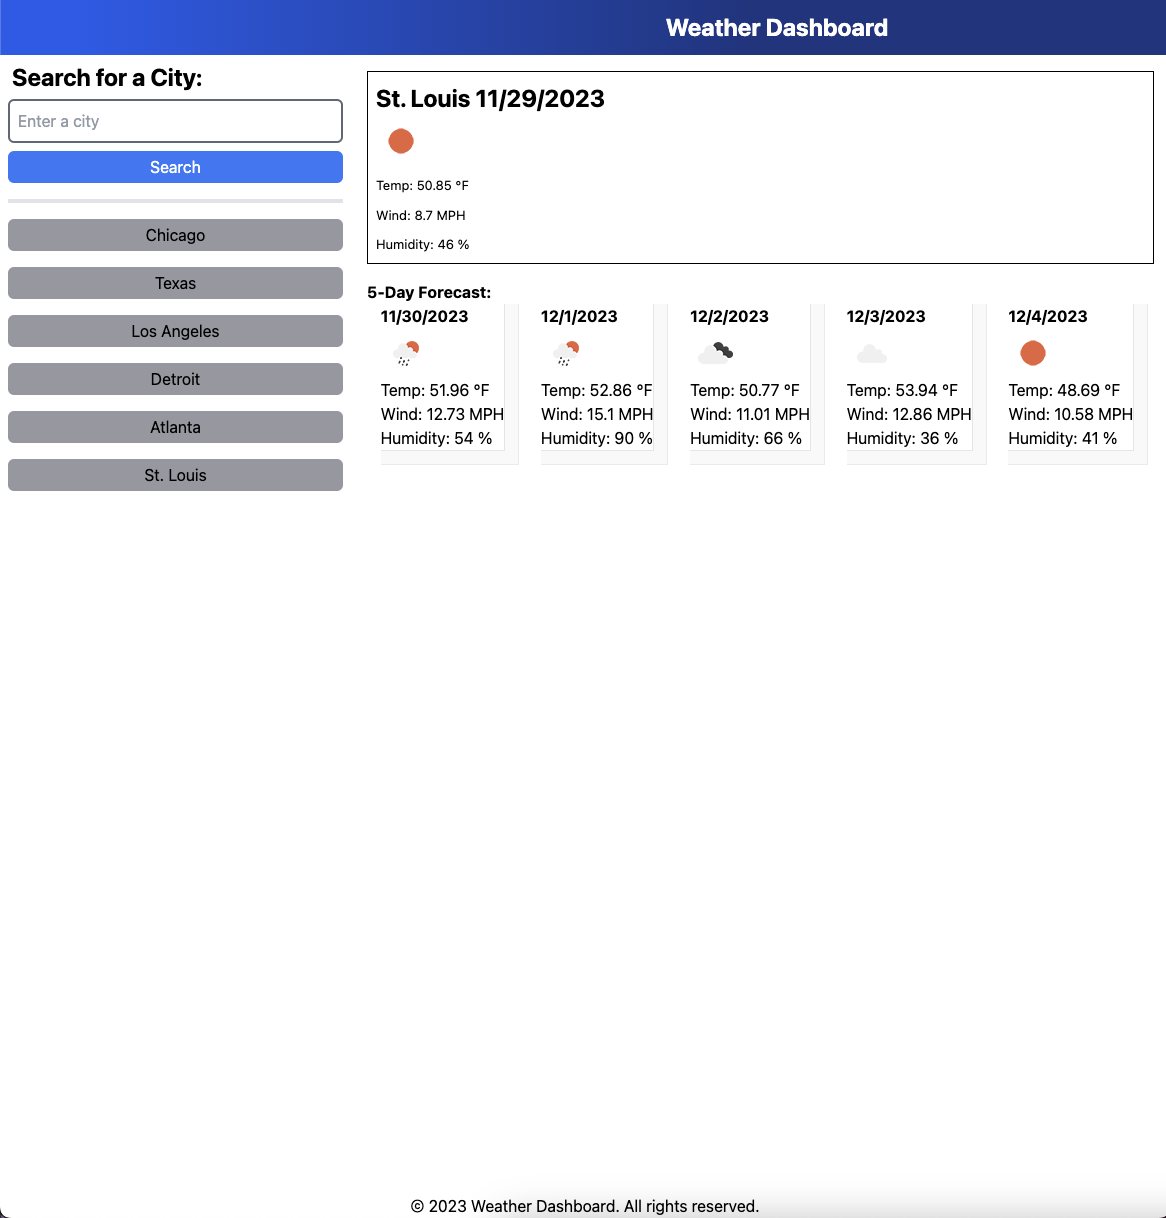 Weather Dashboard
Search for a City:
Enter a city
Search
Chicago
Texas
Los Angeles
Detroit
Atlanta
St. Louis
St. Louis 11/29/2023
Temp: 50.85 °F
Wind: 8.7 MPH
Humidity: 46 %
5-Day Forecast:
11/30/2023
Temp: 51.96 °F
Wind: 12.73 MPH
Humidity: 54 %
12/1/2023
Temp: 52.86 °F
Wind: 15.1 MPH
Humidity: 90 %
12/2/2023
Temp: 50.77 °F
Wind: 11.01 MPH
Humidity: 66 %
12/3/2023
Temp: 53.94 °F
Wind: 12.86 MPH
Humidity: 36 %
12/4/2023
Temp: 48.69 °F
Wind: 10.58 MPH
Humidity: 41 %
© 2023 Weather Dashboard. All rights reserved.